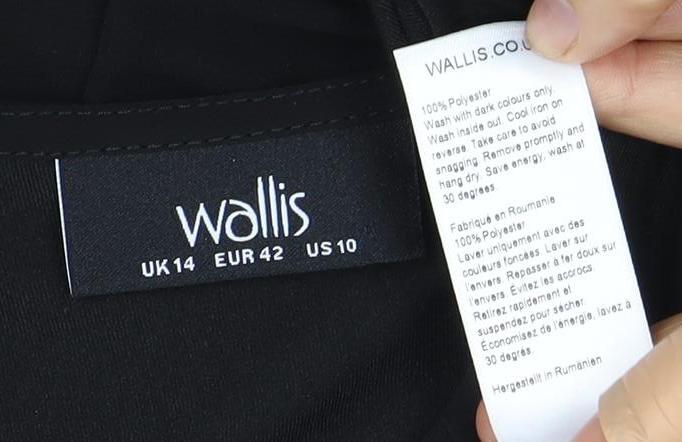 wallis
UK 14 EUR 42 US 10
WALLIS.CO.U
100% Polyester
Wash with dark colours only.
Wash inside out. Cool iron on
reverse. Take care to avoid
snagging. Remove promptly and
hang dry. Save energy, wash at
30 degrees.
Fabriqué en Roumanie
100% Polyester
Laver uniquement avec des
couleurs foncées. Laver sur
l'envers. Repasser à fer doux sur
l'envers. Évitez les accrocs.
Retirez rapidement et
suspendez pour sécher.
Économisez de l'énergie, lavez à
30 degrés.
Hergestellt in Rumänien